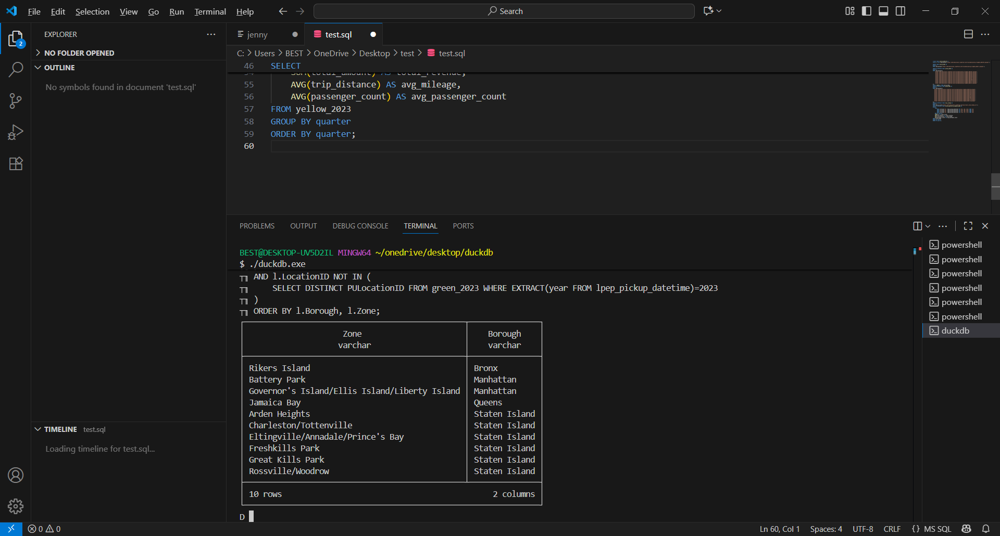 File Edit Selection View Go Run Terminal Help
Search
EXPLORER
2
NO FOLDER OPENED
OUTLINE
No symbols found in document 'test.sql'
TIMELINE test.sql
Loading timeline for test.sql...
jenny
test.sql
C: > Users > BEST > OneDrive > Desktop > test > test.sql
46 SELECT
55 AVG(trip_distance) AS avg_mileage,
56 AVG(passenger_count) AS avg_passenger_count
57 FROM yellow_2023
58 GROUP BY quarter
59 ORDER BY quarter;
60
PROBLEMS OUTPUT DEBUG CONSOLE TERMINAL PORTS
BEST@DESKTOP-UV5D2IL MINGW64 ~/onedrive/desktop/duckdb
$ ./duckdb.exe
AND l.LocationID NOT IN (
SELECT DISTINCT PULocationID FROM green_2023 WHERE EXTRACT(year FROM lpep_pickup_datetime)=2023
)
ORDER BY l.Borough, l.Zone;
Zone Borough
varchar varchar
Rikers Island Bronx
Battery Park Manhattan
Governor's Island/Ellis Island/Liberty Island Manhattan
Jamaica Bay Queens
Arden Heights Staten Island
Charleston/Tottenville Staten Island
Eltingville/Annadale/Prince's Bay Staten Island
Freshkills Park Staten Island
Great Kills Park Staten Island
Rossville/Woodrow Staten Island
10 rows 2 columns
D
powershell
powershell
powershell
powershell
powershell
powershell
duckdb
0 0
Ln 60, Col 1 Spaces: 4 UTF-8 CRLF {} MS SQL